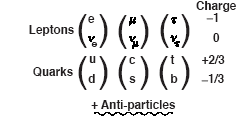 Charge
Leptons ( e ) ( μ ) ( τ ) −1
( νe ) ( νμ ) ( ντ ) 0
Quarks ( u ) ( c ) ( t ) +2/3
( d ) ( s ) ( b ) −1/3
+ Anti-particles